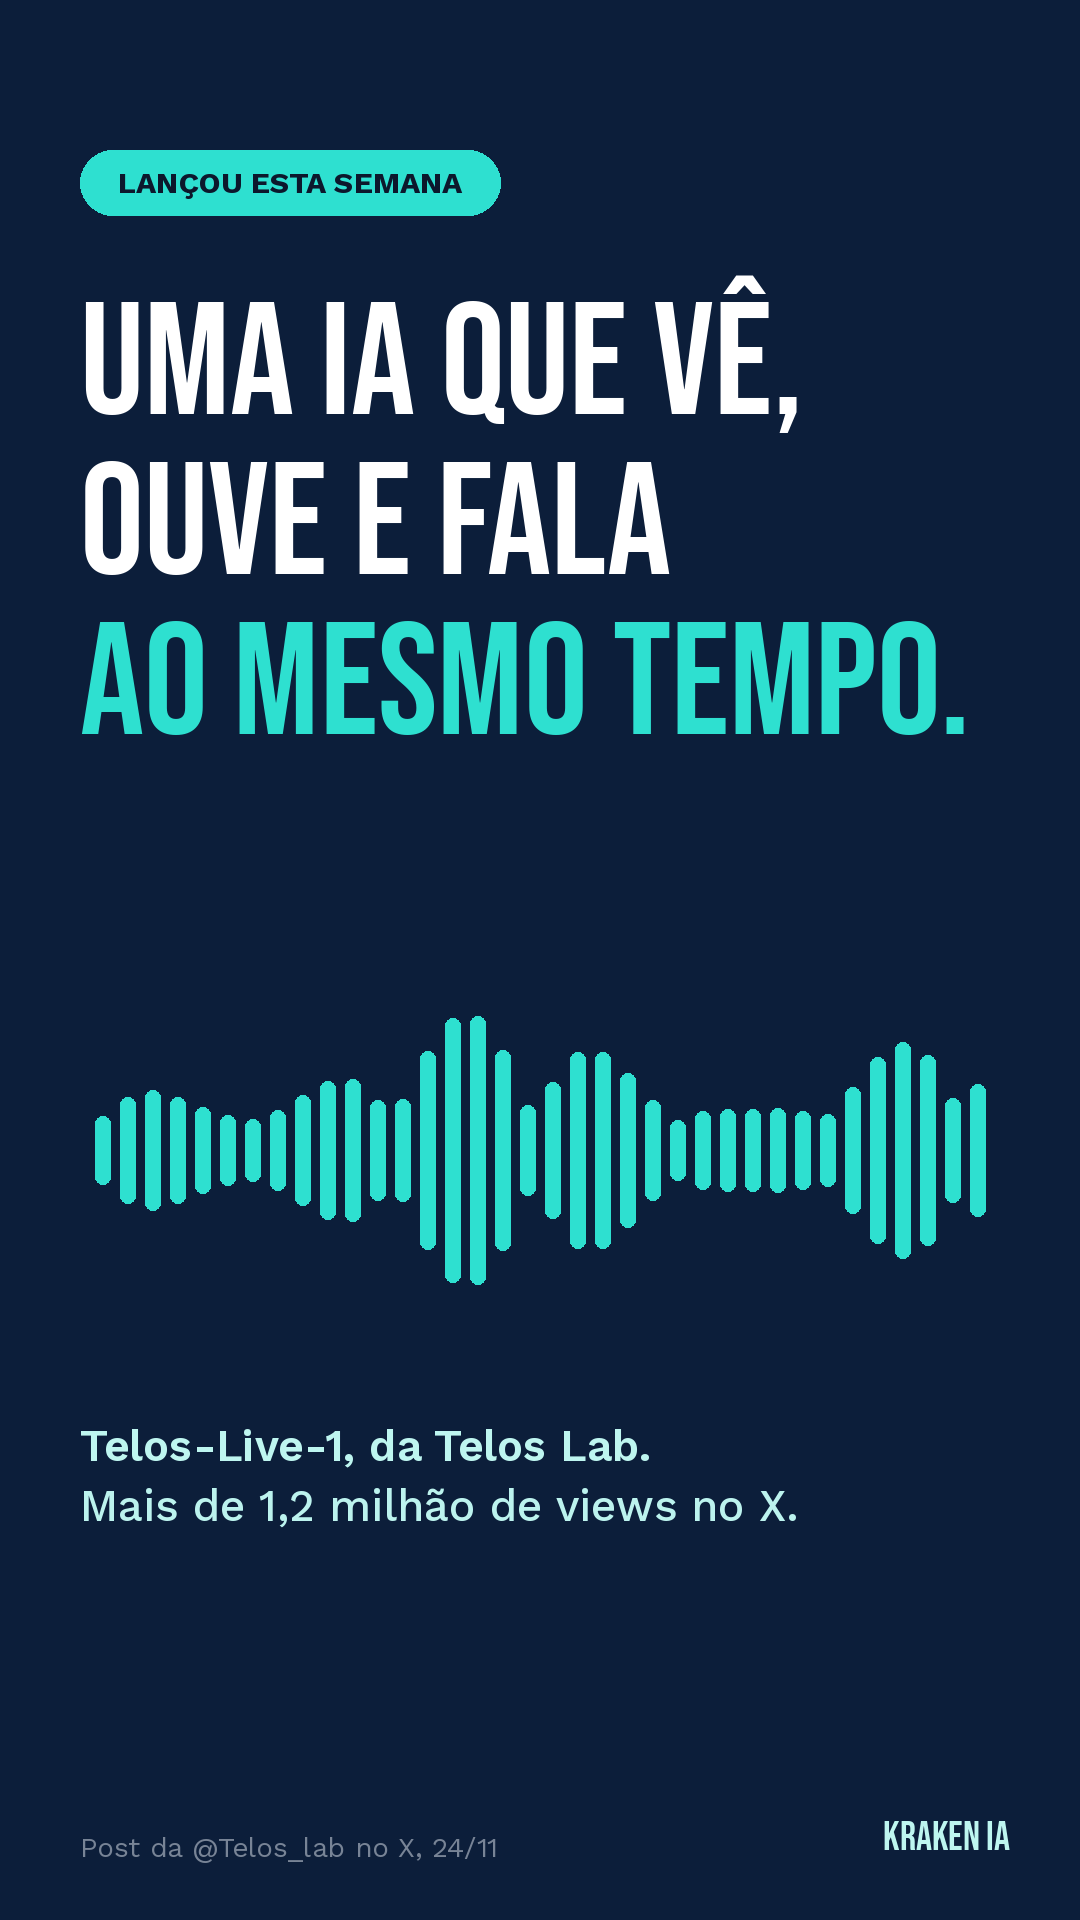 LANÇOU ESTA SEMANA
UMA IA QUE VÊ,
OUVE E FALA
AO MESMO TEMPO.
Telos-Live-1, da Telos Lab.
Mais de 1,2 milhão de views no X.
Post da @Telos_lab no X, 24/11
KRAKEN IA